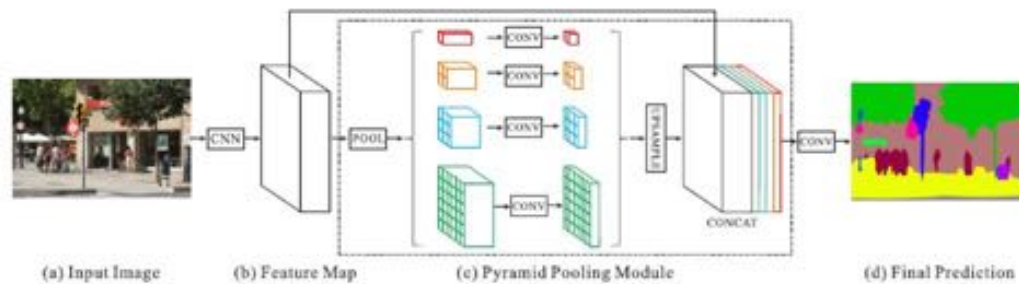 CNN
POOL
CONV
CONV
CONV
CONV
UPSAMPLE
CONCAT
CONV
(a) Input Image
(b) Feature Map
(c) Pyramid Pooling Module
(d) Final Prediction